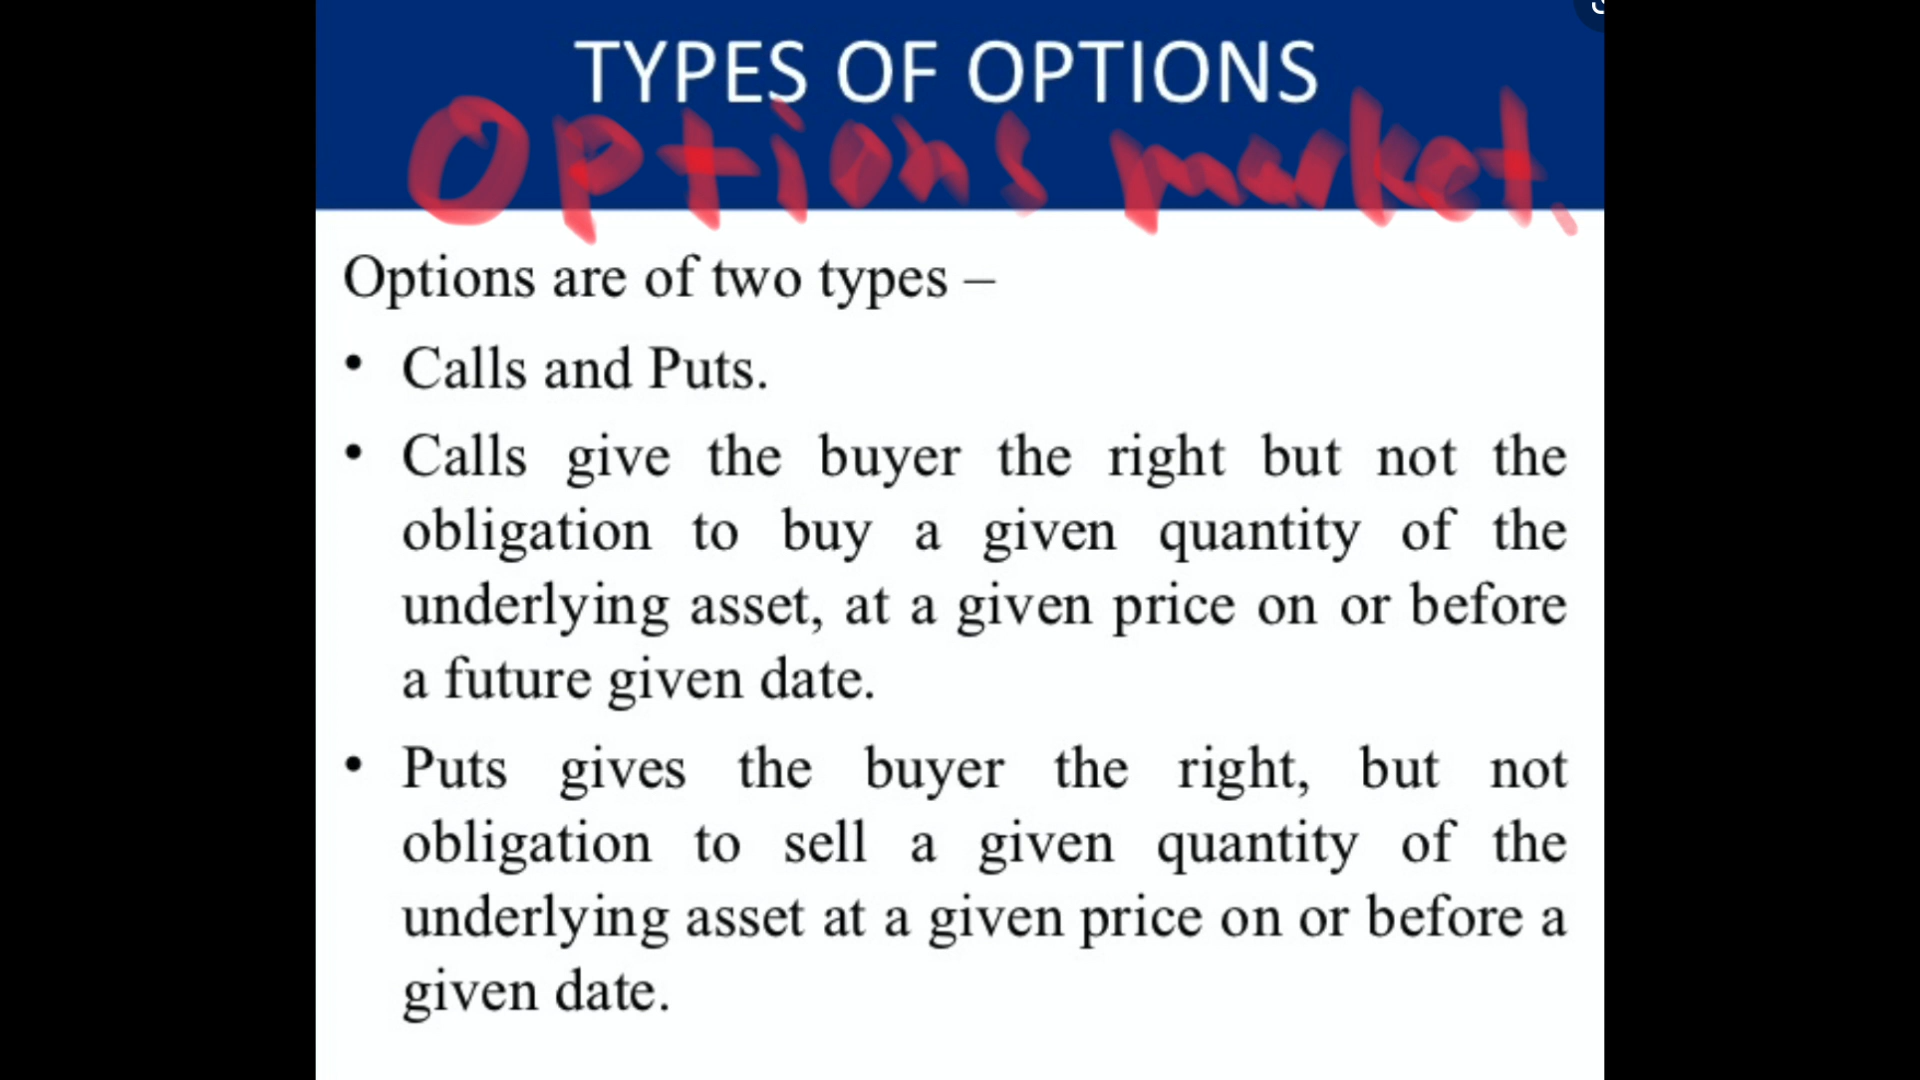 TYPES OF OPTIONS
Options market.
Options are of two types –
• Calls and Puts.
• Calls give the buyer the right but not the
obligation to buy a given quantity of the
underlying asset, at a given price on or before
a future given date.
• Puts gives the buyer the right, but not
obligation to sell a given quantity of the
underlying asset at a given price on or before a
given date.